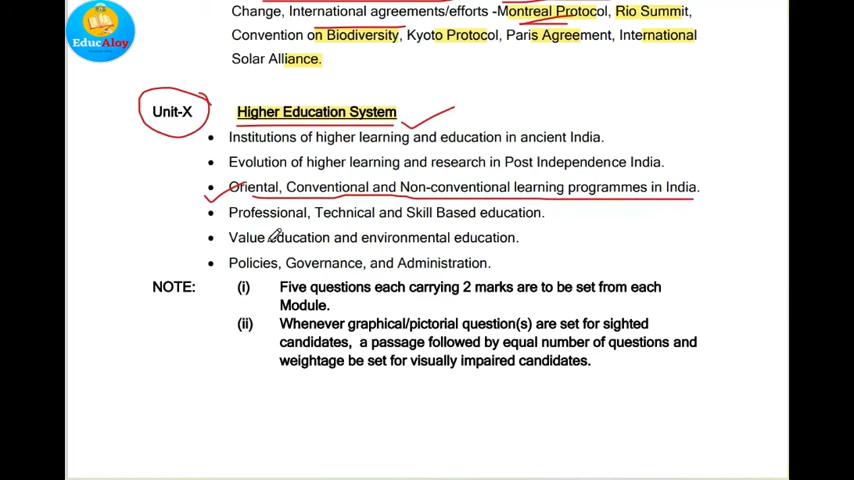 Change, International agreements/efforts -Montreal Protocol, Rio Summit,
Convention on Biodiversity, Kyoto Protocol, Paris Agreement, International
Solar Alliance.
EducAloy
Unit-X Higher Education System
• Institutions of higher learning and education in ancient India.
• Evolution of higher learning and research in Post Independence India.
• Oriental, Conventional and Non-conventional learning programmes in India.
• Professional, Technical and Skill Based education.
• Value education and environmental education.
• Policies, Governance, and Administration.
NOTE: (i) Five questions each carrying 2 marks are to be set from each
Module.
(ii) Whenever graphical/pictorial question(s) are set for sighted
candidates, a passage followed by equal number of questions and
weightage be set for visually impaired candidates.